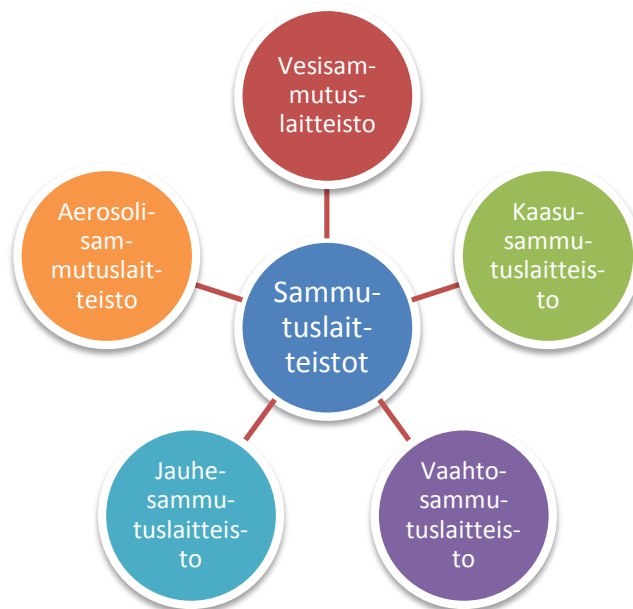 Vesisam-
mutus-
laitteisto
Aerosoli-
sam-
mutuslait-
teisto
Kaasu-
sammu-
tuslaitteis-
to
Sammu-
tuslait-
teistot
Jauhe-
sammu-
tuslaitteis-
to
Vaahto-
sammu-
tuslaitteis-
to